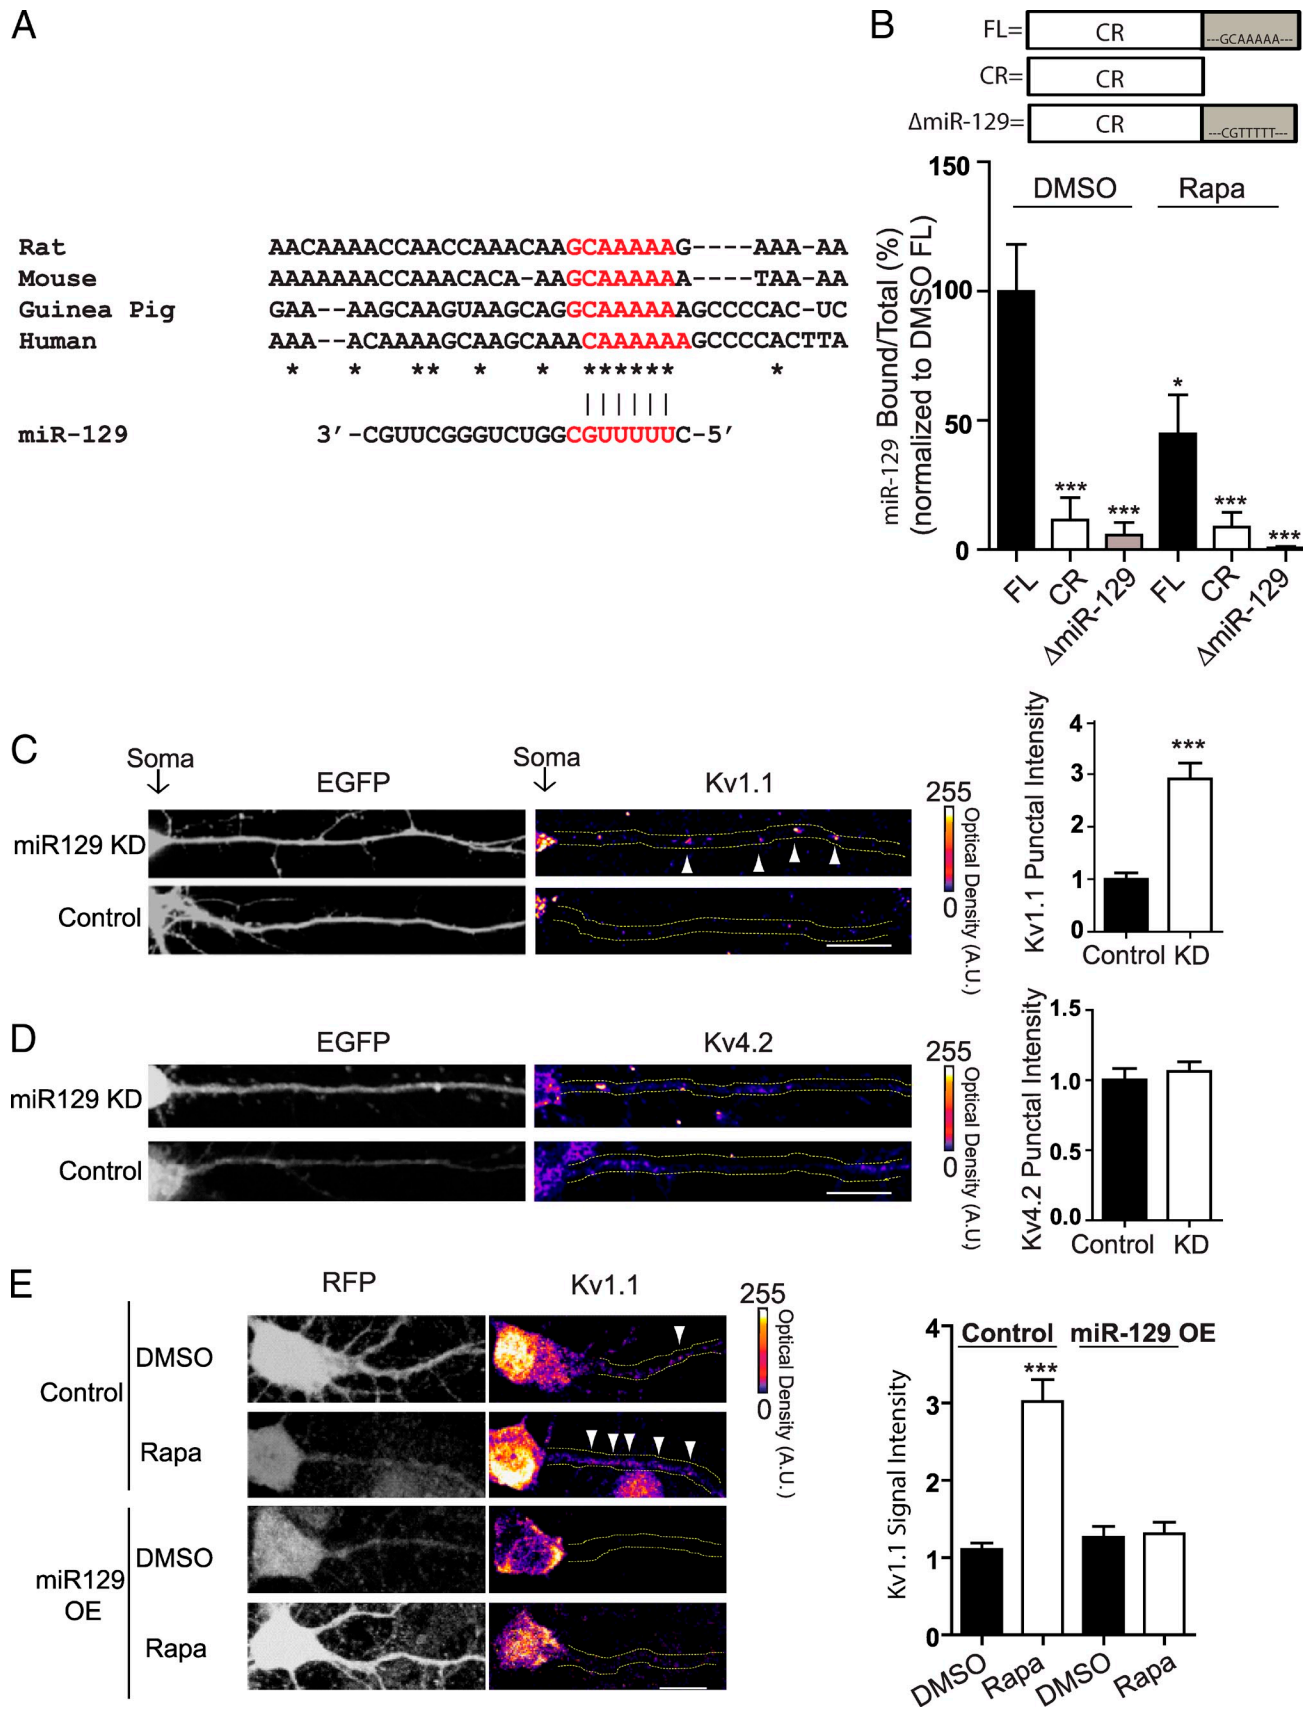 A
Rat AACAAAACCAACCAAACAAGCAAAAAG----AAA-AA
Mouse AAAAAAACCAAACACA-AAGCAAAAAA----TAA-AA
Guinea Pig GAA--AAGCAAGUAAGCAGGCAAAAAAGCCCCAC-UC
Human AAA--ACAAAAGCAAGCAAACAAAAAAGCCCCACTTA
* * ** * * ****** *
||||||
miR-129 3'-CGUUCGGGUCUGGCGUUUUUC-5'
B
FL= CR ---GCAAAAA---
CR= CR
ΔmiR-129= CR ---CGTTTTT---
miR-129 Bound/Total (%)
(normalized to DMSO FL)
150
100
50
0
DMSO Rapa
*** *** * *** ***
FL CR ΔmiR-129 FL CR ΔmiR-129
C
Soma EGFP Soma Kv1.1
miR129 KD
Control
255
0
Optical Density (A.U.)
Kv1.1 Punctal Intensity
4
3
2
1
0
***
Control KD
D
EGFP Kv4.2
miR129 KD
Control
255
0
Optical Density (A.U.)
Kv4.2 Punctal Intensity
1.5
1.0
0.5
0.0
Control KD
E
RFP Kv1.1
Control
DMSO
Rapa
miR129
OE
DMSO
Rapa
255
0
Optical Density (A.U.)
Kv1.1 Signal Intensity
4
3
2
1
0
Control miR-129 OE
***
DMSO Rapa DMSO Rapa